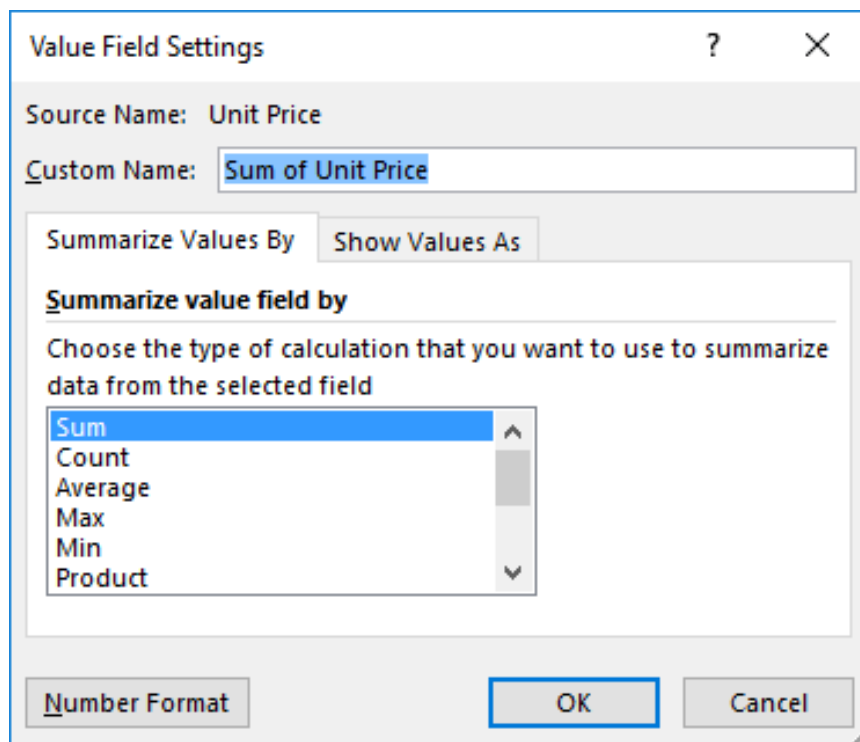 Value Field Settings ?
Source Name: Unit Price
Custom Name: Sum of Unit Price
Summarize Values By Show Values As
Summarize value field by
Choose the type of calculation that you want to use to summarize
data from the selected field
Sum
Count
Average
Max
Min
Product
Number Format OK Cancel